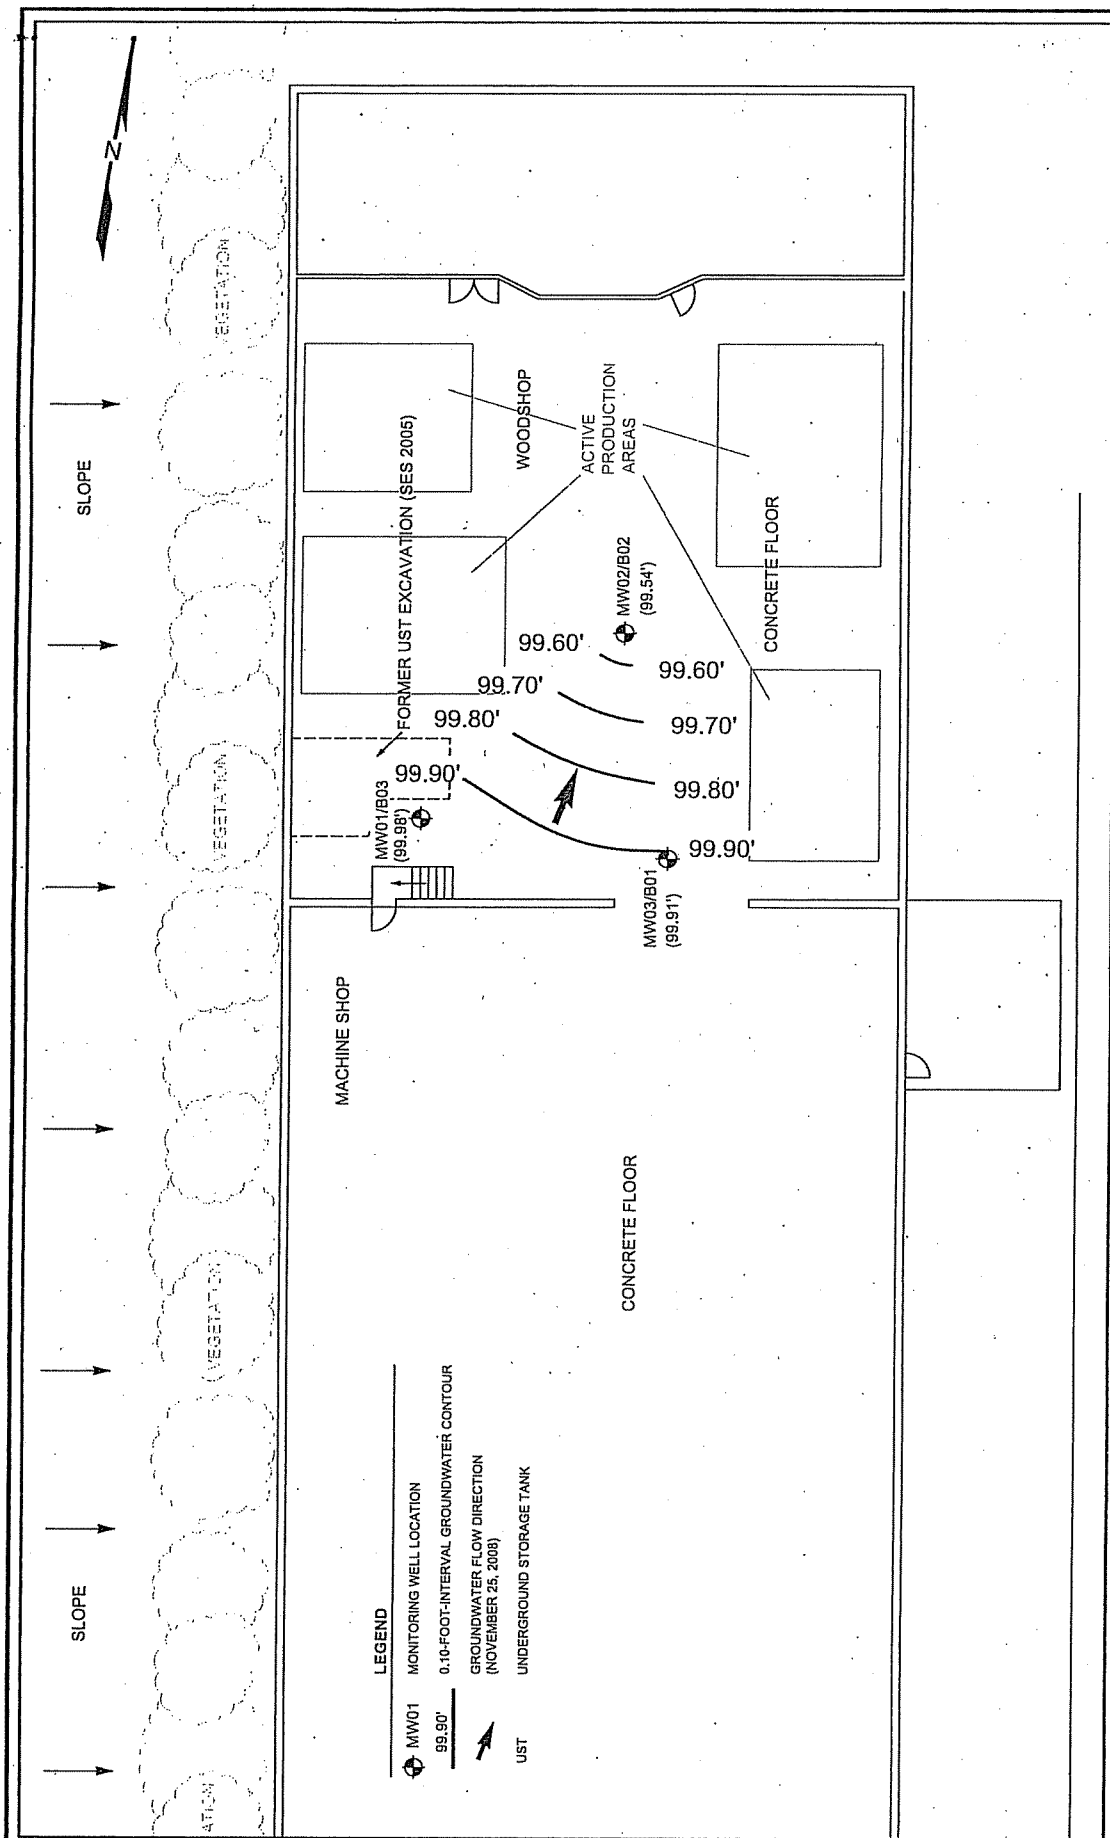 N
SLOPE
VEGETATION
FORMER UST EXCAVATION (SES 2005)
WOODSHOP
ACTIVE
PRODUCTION
AREAS
CONCRETE FLOOR
MW02/B02
(99.54')
99.60'
99.60'
99.70'
99.70'
99.80'
99.80'
99.90'
99.90'
MW01/B03
(99.98')
MW03/B01
(99.91')
VEGETATION
MACHINE SHOP
CONCRETE FLOOR
VEGETATION
SLOPE
LEGEND
MW01 MONITORING WELL LOCATION
99.90' 0.10-FOOT-INTERVAL GROUNDWATER CONTOUR
GROUNDWATER FLOW DIRECTION
(NOVEMBER 25, 2008)
UST UNDERGROUND STORAGE TANK
ATION